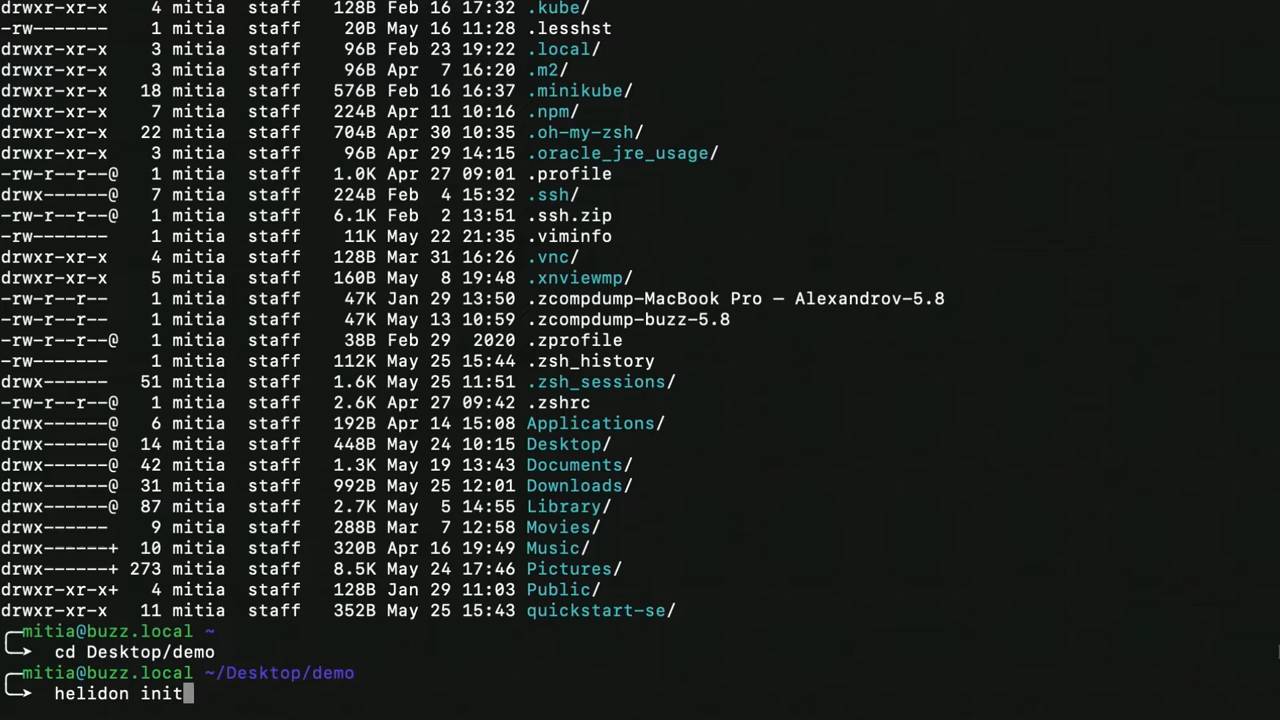 drwxr-xr-x 4 mitia staff 128B Feb 16 17:32 .kube/
-rw------- 1 mitia staff 20B May 16 11:28 .lesshst
drwxr-xr-x 3 mitia staff 96B Feb 23 19:22 .local/
drwxr-xr-x 3 mitia staff 96B Apr 7 16:20 .m2/
drwxr-xr-x 18 mitia staff 576B Feb 16 16:37 .minikube/
drwxr-xr-x 7 mitia staff 224B Apr 11 10:16 .npm/
drwxr-xr-x 22 mitia staff 704B Apr 30 10:35 .oh-my-zsh/
drwxr-xr-x 3 mitia staff 96B Apr 29 14:15 .oracle_jre_usage/
-rw-r--r--@ 1 mitia staff 1.0K Apr 27 09:01 .profile
drwx------@ 7 mitia staff 224B Feb 4 15:32 .ssh/
-rw-r--r--@ 1 mitia staff 6.1K Feb 2 13:51 .ssh.zip
-rw------- 1 mitia staff 11K May 22 21:35 .viminfo
drwxr-xr-x 4 mitia staff 128B Mar 31 16:26 .vnc/
drwxr-xr-x 5 mitia staff 160B May 8 19:48 .xnviewmp/
-rw-r--r-- 1 mitia staff 47K Jan 29 13:50 .zcompdump-MacBook Pro — Alexandrov-5.8
-rw-r--r-- 1 mitia staff 47K May 13 10:59 .zcompdump-buzz-5.8
-rw-r--r--@ 1 mitia staff 38B Feb 29 2020 .zprofile
-rw------- 1 mitia staff 112K May 25 15:44 .zsh_history
drwx------ 51 mitia staff 1.6K May 25 11:51 .zsh_sessions/
-rw-r--r--@ 1 mitia staff 2.6K Apr 27 09:42 .zshrc
drwx------@ 6 mitia staff 192B Apr 14 15:08 Applications/
drwx------@ 14 mitia staff 448B May 24 10:15 Desktop/
drwx------@ 42 mitia staff 1.3K May 19 13:43 Documents/
drwx------@ 31 mitia staff 992B May 25 12:01 Downloads/
drwx------@ 87 mitia staff 2.7K May 5 14:55 Library/
drwx------ 9 mitia staff 288B Mar 7 12:58 Movies/
drwx------+ 10 mitia staff 320B Apr 16 19:49 Music/
drwx------+ 273 mitia staff 8.5K May 24 17:46 Pictures/
drwxr-xr-x+ 4 mitia staff 128B Jan 29 11:03 Public/
drwxr-xr-x 11 mitia staff 352B May 25 15:43 quickstart-se/
mitia@buzz.local ~
cd Desktop/demo
mitia@buzz.local ~/Desktop/demo
helidon init